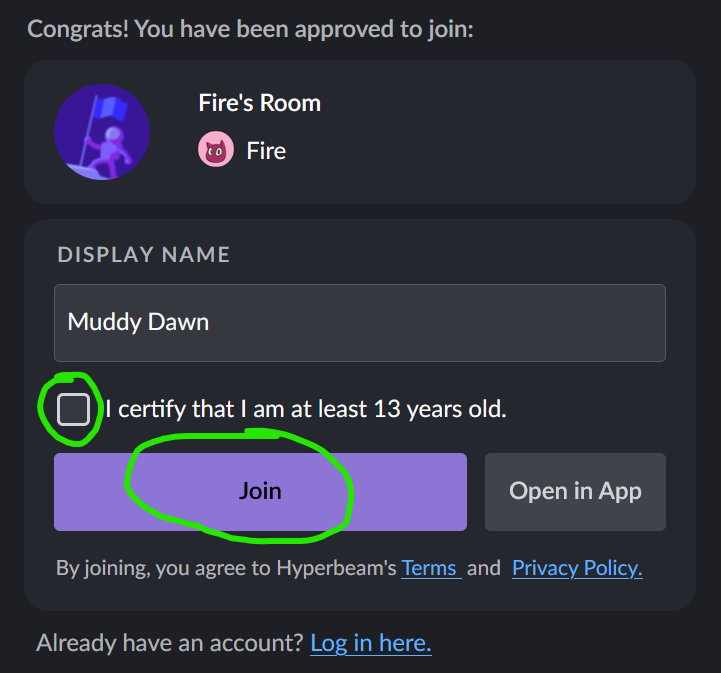 Congrats! You have been approved to join:
Fire's Room
Fire
DISPLAY NAME
Muddy Dawn
I certify that I am at least 13 years old.
Join
Open in App
By joining, you agree to Hyperbeam's Terms and Privacy Policy.
Already have an account? Log in here.